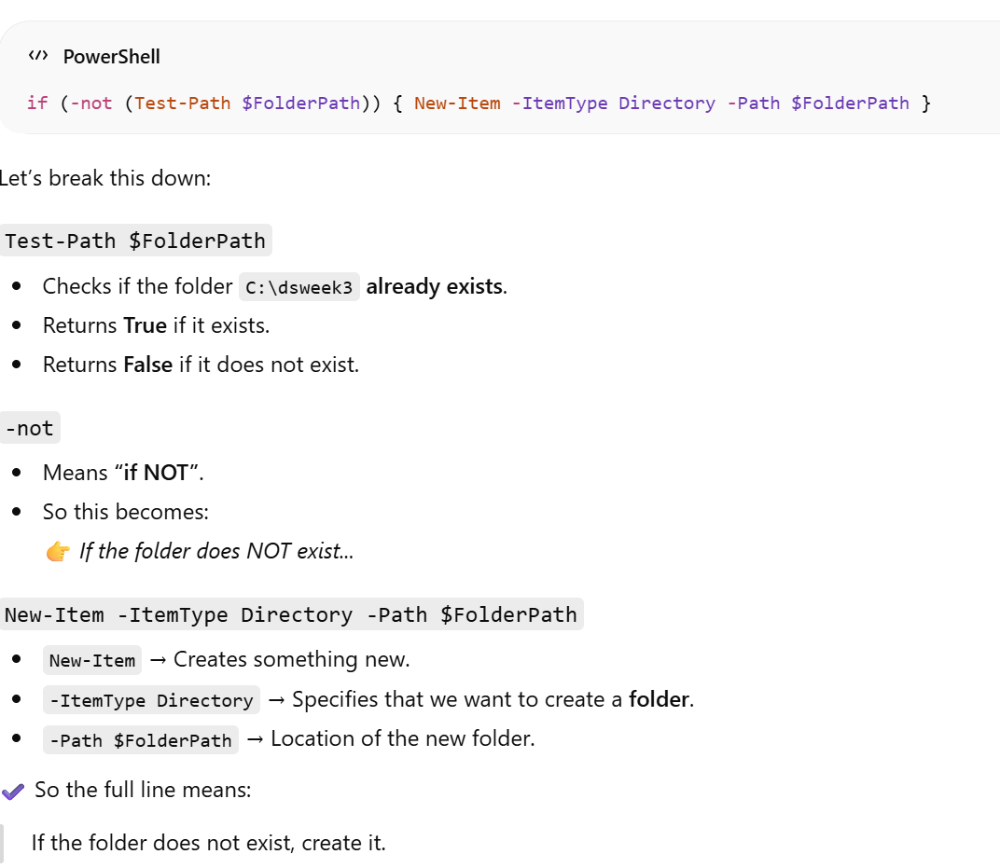 </> PowerShell
if (-not (Test-Path $FolderPath)) { New-Item -ItemType Directory -Path $FolderPath }
Let's break this down:
Test-Path $FolderPath
• Checks if the folder C:\dsweek3 already exists.
• Returns True if it exists.
• Returns False if it does not exist.
-not
• Means “if NOT”.
• So this becomes:
👉 If the folder does NOT exist...
New-Item -ItemType Directory -Path $FolderPath
• New-Item → Creates something new.
• -ItemType Directory → Specifies that we want to create a folder.
• -Path $FolderPath → Location of the new folder.
✔ So the full line means:
If the folder does not exist, create it.